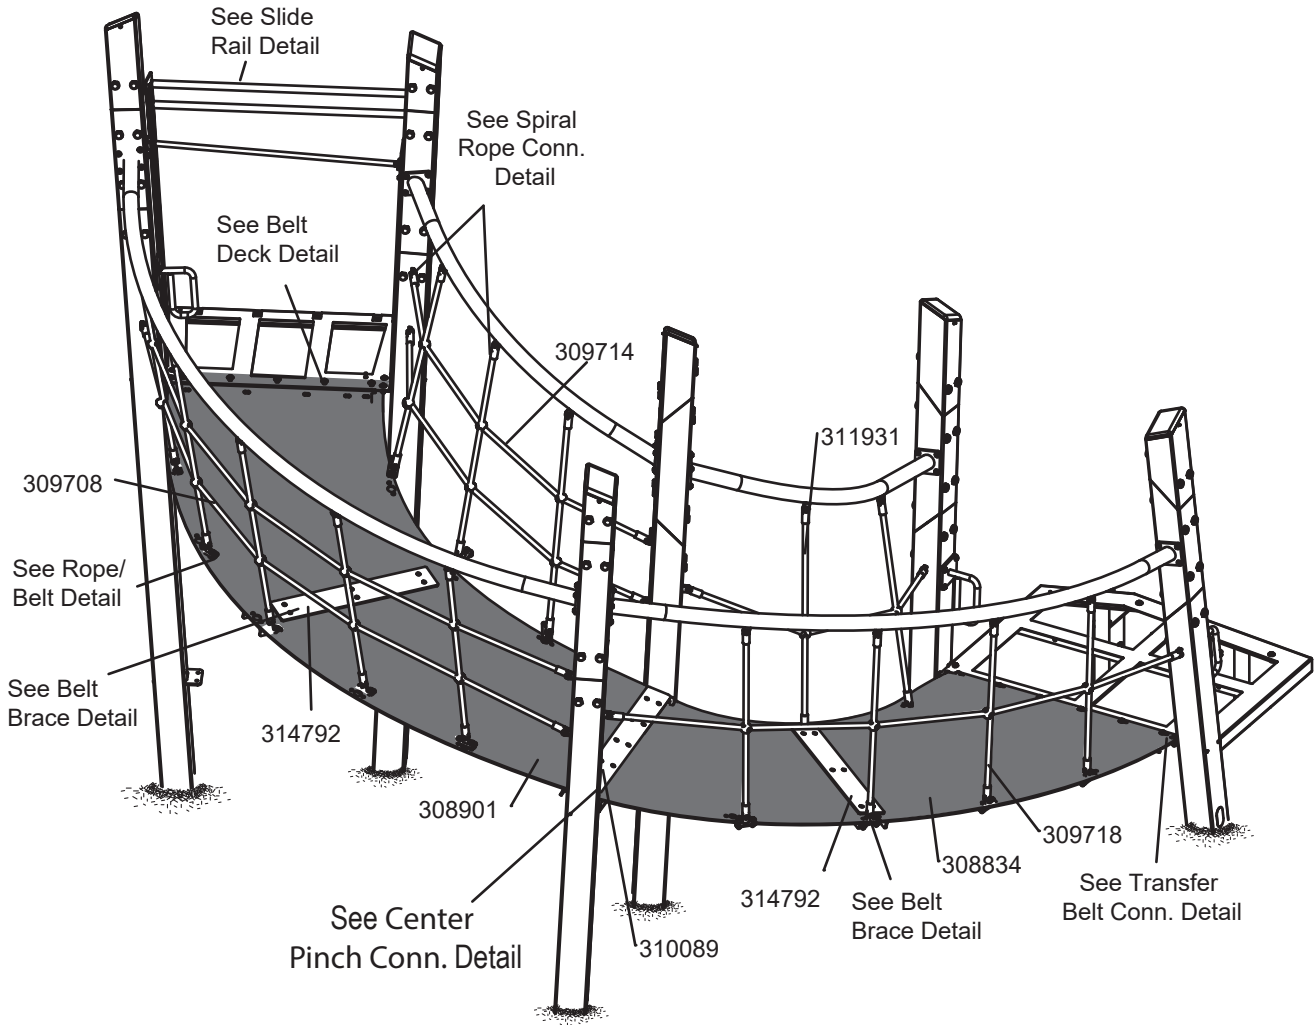 See Slide
Rail Detail
See Spiral
Rope Conn.
Detail
See Belt
Deck Detail
309714
311931
309708
See Rope/
Belt Detail
See Belt
Brace Detail
314792
308901
309718
308834
See Transfer
Belt Conn. Detail
314792
See Belt
Brace Detail
See Center
Pinch Conn. Detail
310089